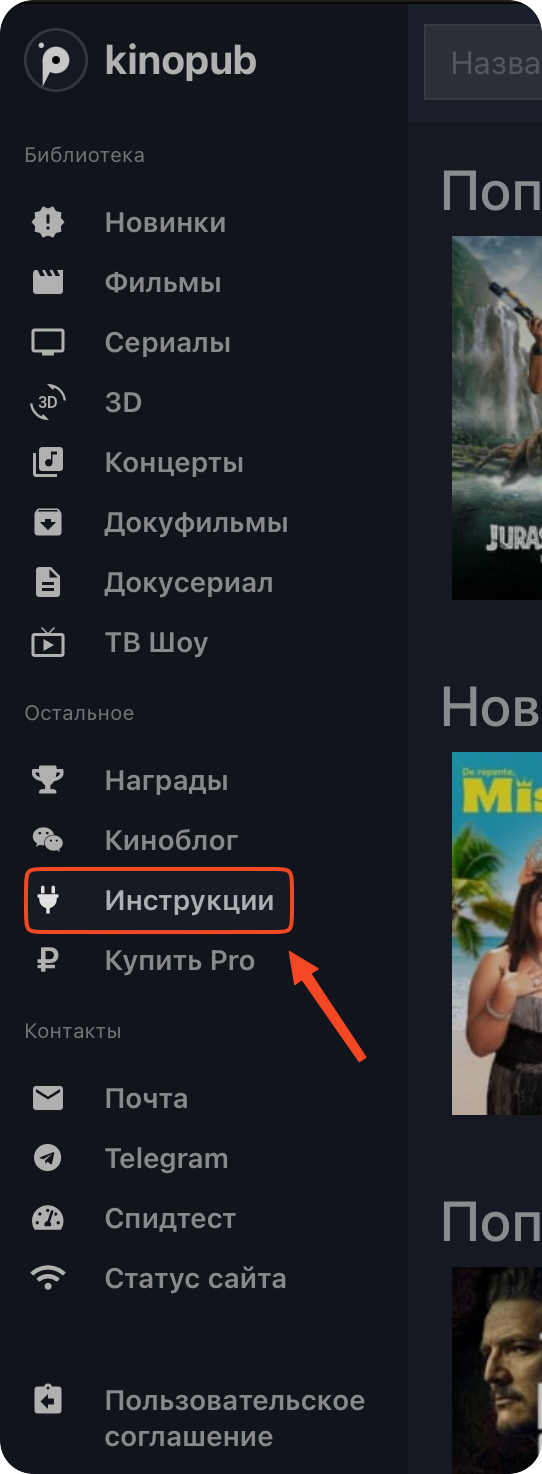 kinopub
Назва
Библиотека
Поп
Новинки
Фильмы
Сериалы
3D
3D
Концерты
Докуфильмы
JURAS
Докусериал
ТВ Шоу
Остальное
Нов
Награды
De repente,
Mis
Киноблог
Инструкции
Купить Pro
Контакты
Почта
Telegram
Поп
Спидтест
Статус сайта
Пользовательское
соглашение